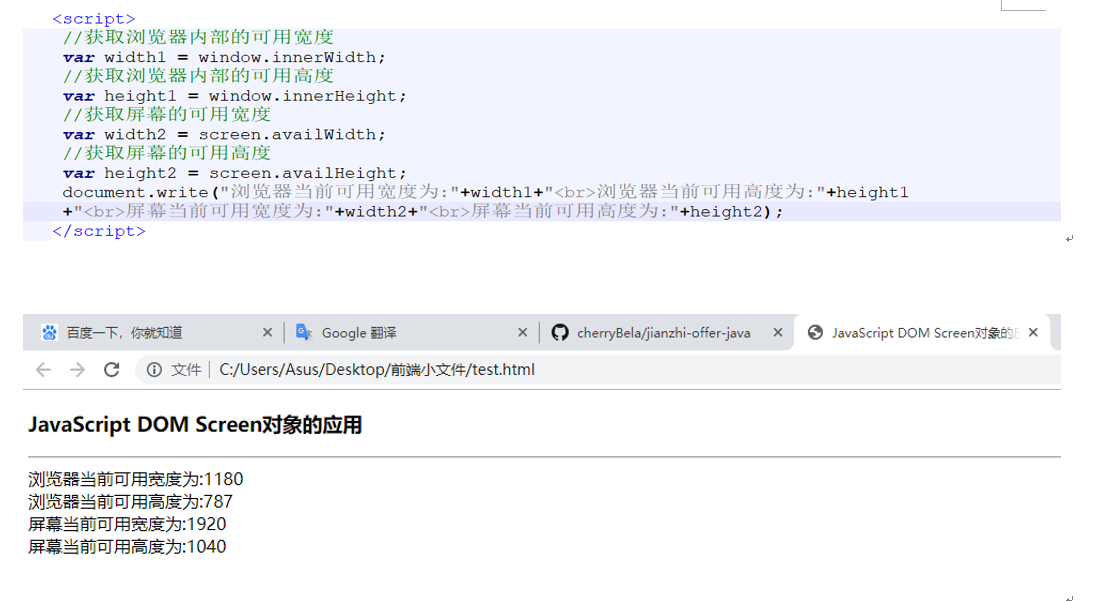 <script>
//获取浏览器内部的可用宽度
var width1 = window.innerWidth;
//获取浏览器内部的可用高度
var height1 = window.innerHeight;
//获取屏幕的可用宽度
var width2 = screen.availWidth;
//获取屏幕的可用高度
var height2 = screen.availHeight;
document.write("浏览器当前可用宽度为:"+width1+"<br>浏览器当前可用高度为:"+height1
+"<br>屏幕当前可用宽度为:"+width2+"<br>屏幕当前可用高度为:"+height2);
</script>
百度一下，你就知道 Google 翻译 cherryBela/jianzhi-offer-java JavaScript DOM Screen对象的
文件 C:/Users/Asus/Desktop/前端小文件/test.html
JavaScript DOM Screen对象的应用
浏览器当前可用宽度为:1180
浏览器当前可用高度为:787
屏幕当前可用宽度为:1920
屏幕当前可用高度为:1040